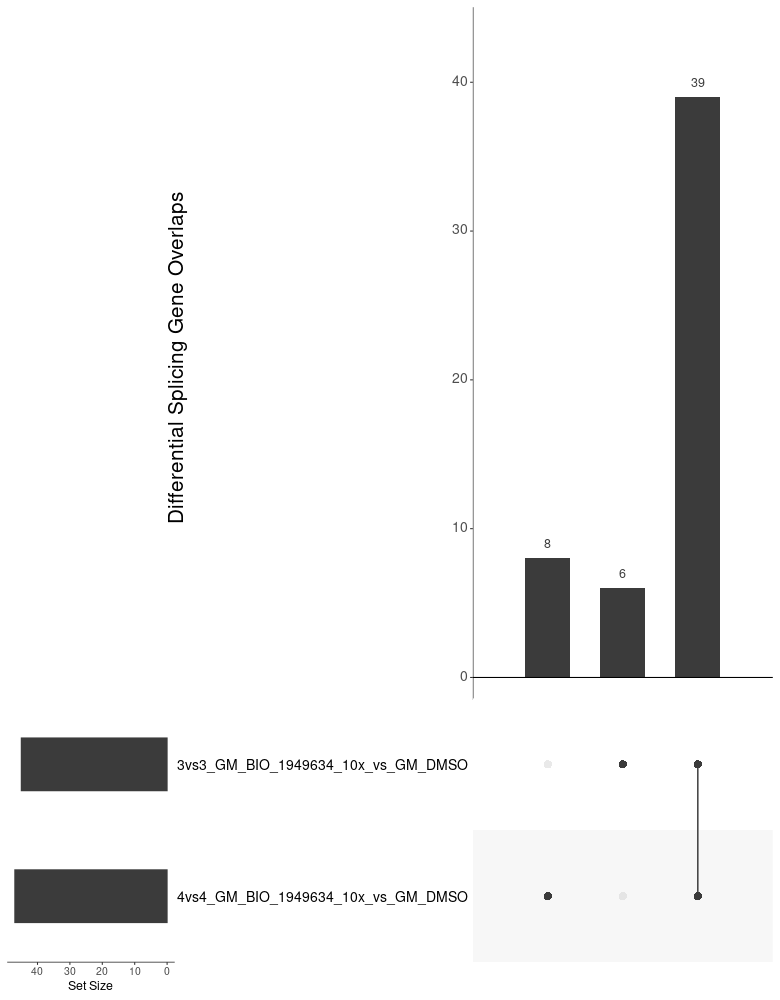 Differential Splicing Gene Overlaps
40
30
20
10
0
39
8
6
3vs3_GM_BIO_1949634_10x_vs_GM_DMSO
4vs4_GM_BIO_1949634_10x_vs_GM_DMSO
40 30 20 10 0
Set Size